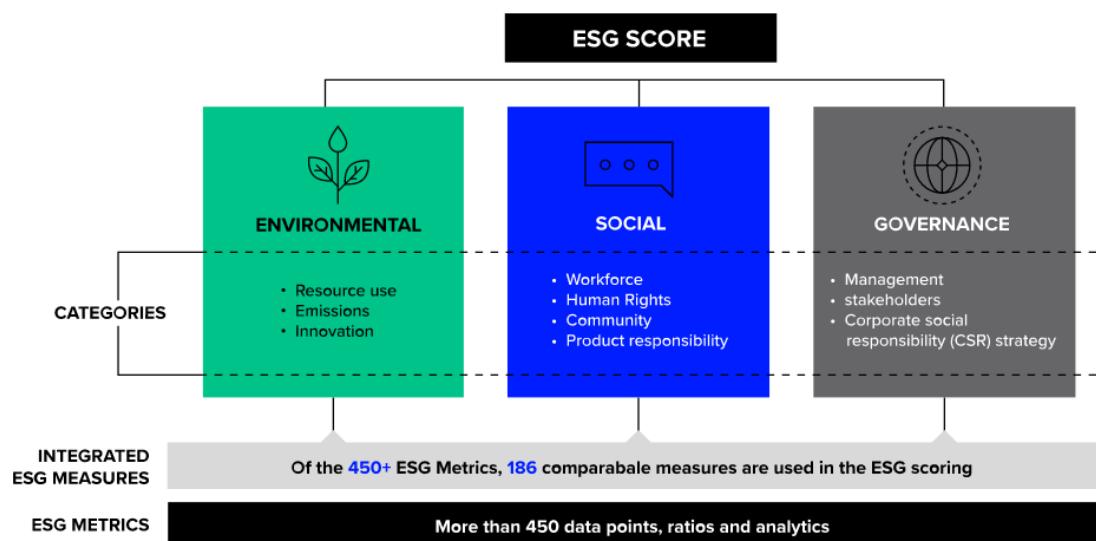 ESG SCORE
ENVIRONMENTAL
SOCIAL
GOVERNANCE
CATEGORIES
• Resource use
• Emissions
• Innovation
• Workforce
• Human Rights
• Community
• Product responsibility
• Management
• stakeholders
• Corporate social
responsibility (CSR) strategy
INTEGRATED
ESG MEASURES
Of the 450+ ESG Metrics, 186 comparabale measures are used in the ESG scoring
ESG METRICS
More than 450 data points, ratios and analytics